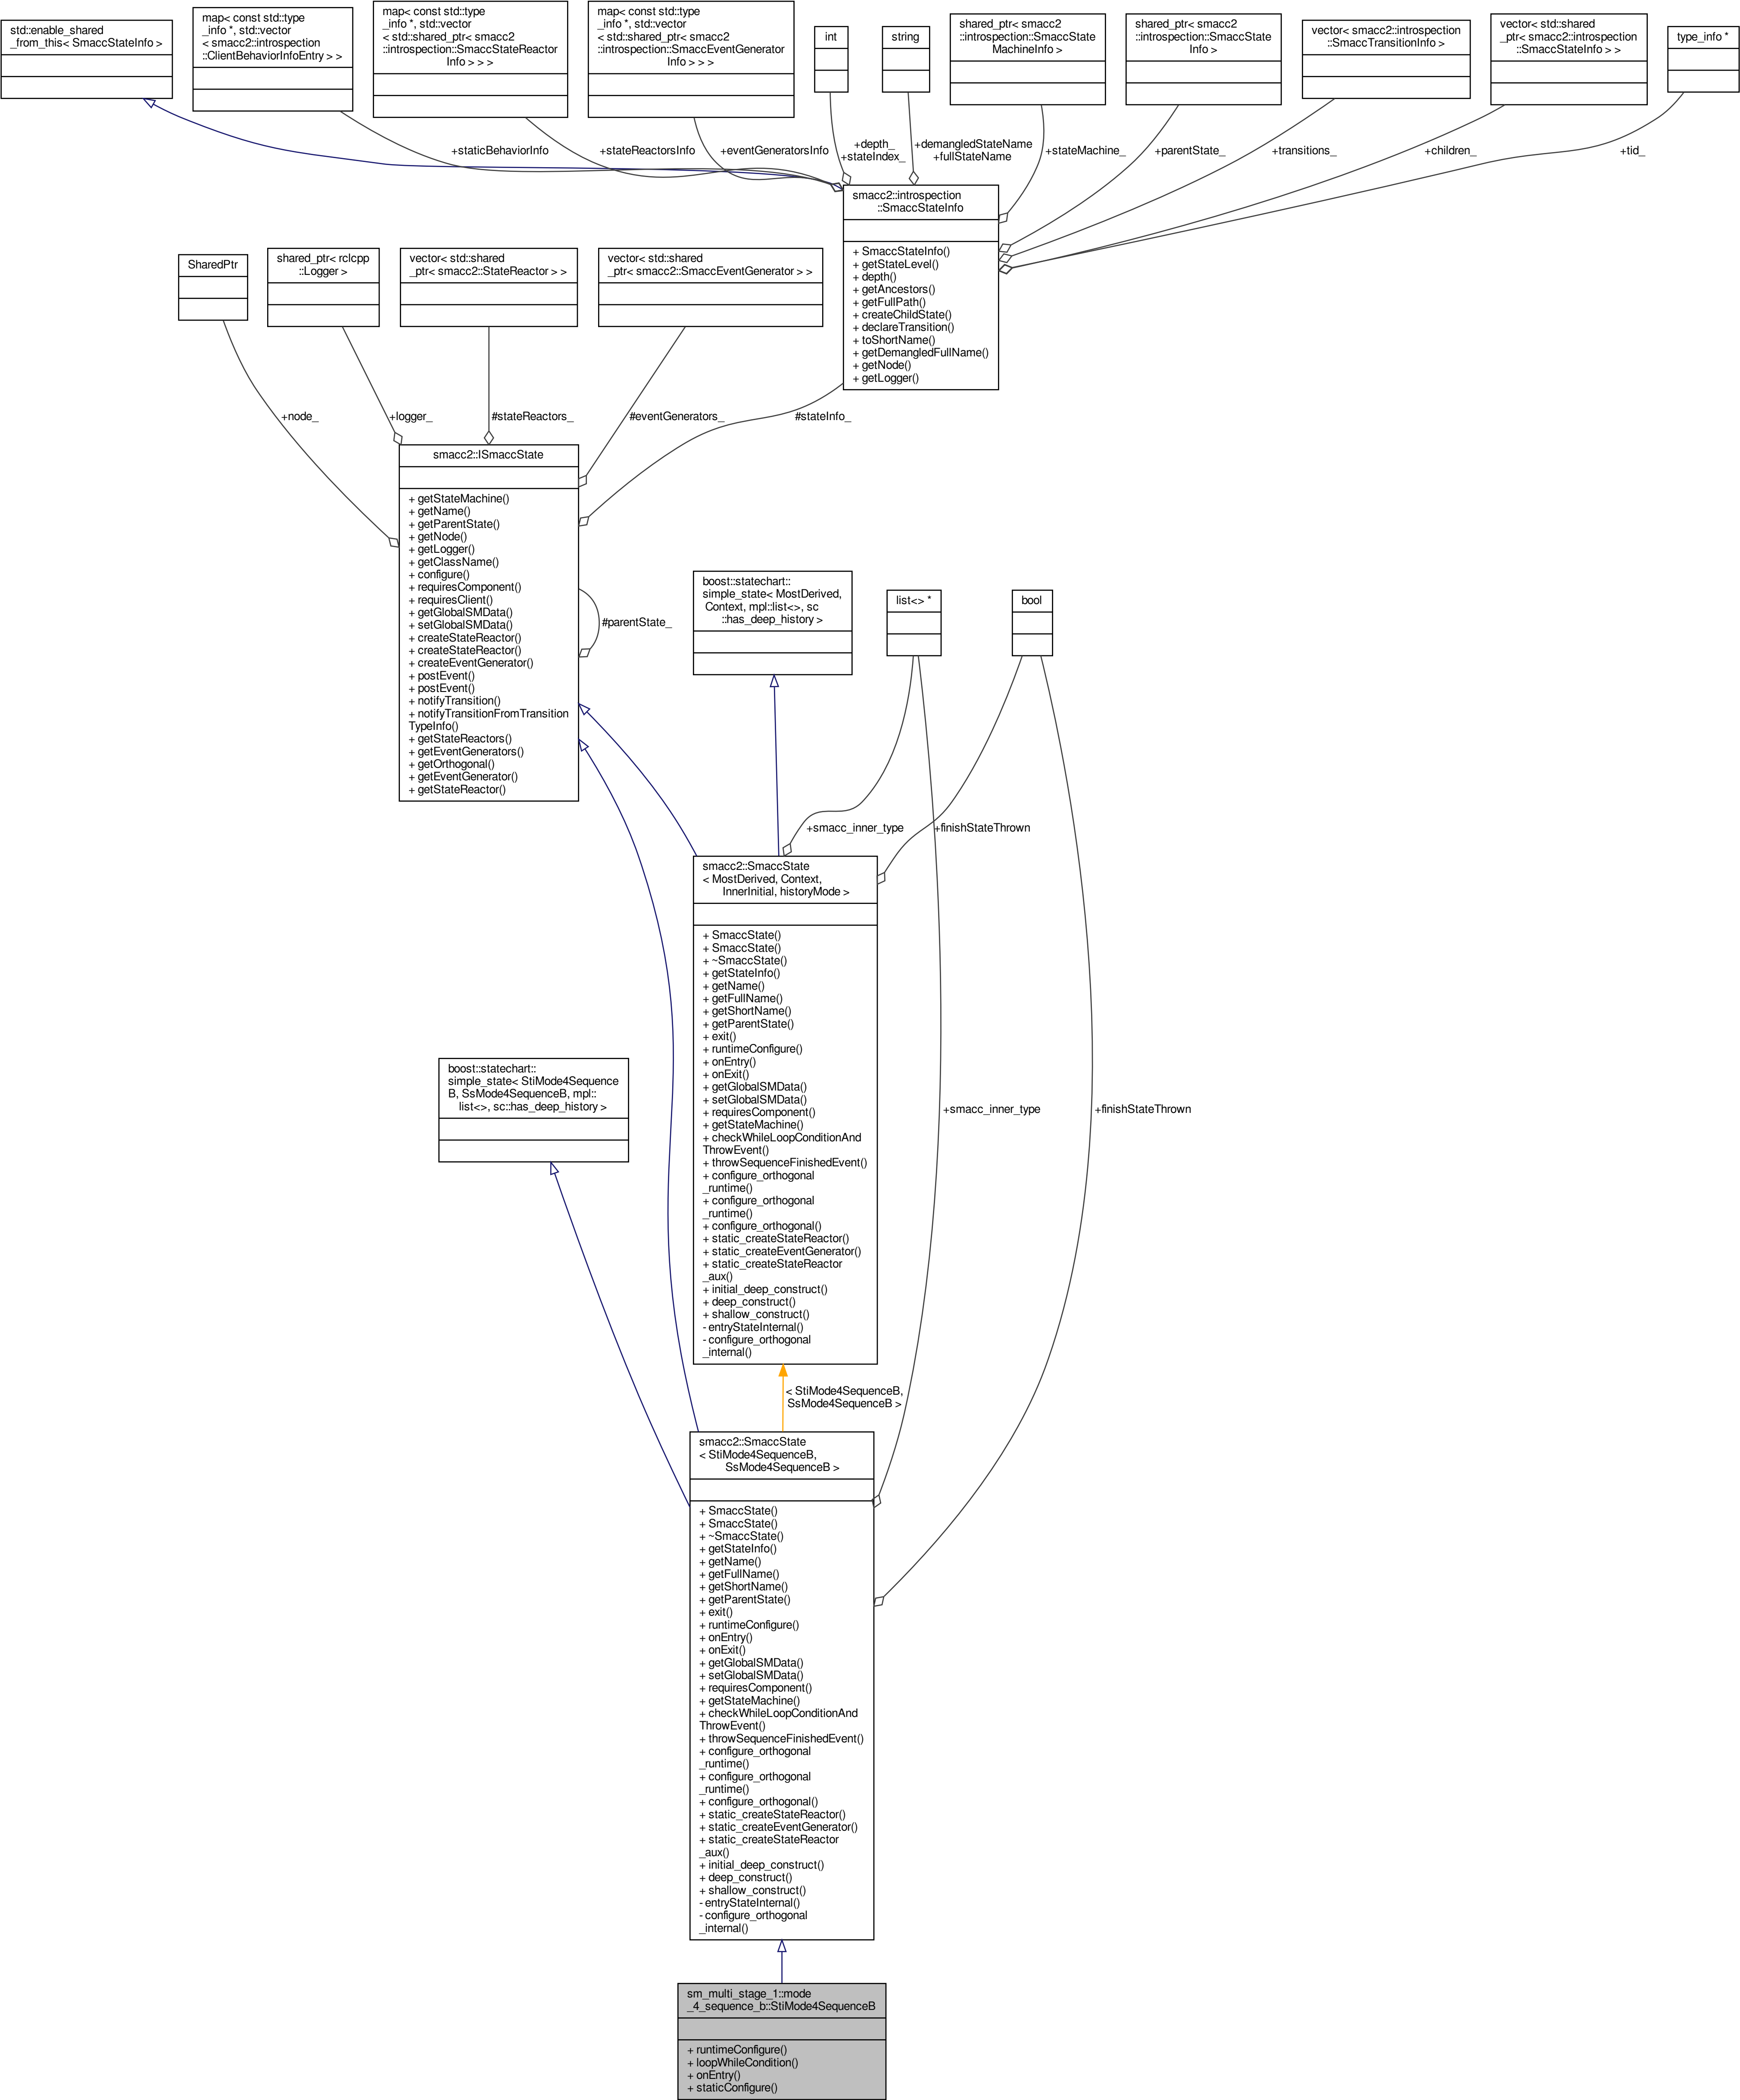 std::enable_shared
_from_this< SmaccStateInfo >
map< const std::type
_info *, std::vector
< smacc2::introspection
::ClientBehaviorInfoEntry > >
map< const std::type
_info *, std::vector
< std::shared_ptr< smacc2
::introspection::SmaccStateReactor
Info > > >
map< const std::type
_info *, std::vector
< std::shared_ptr< smacc2
::introspection::SmaccEventGenerator
Info > > >
int
string
shared_ptr< smacc2
::introspection::SmaccState
MachineInfo >
shared_ptr< smacc2
::introspection::SmaccState
Info >
vector< smacc2::introspection
::SmaccTransitionInfo >
vector< std::shared
_ptr< smacc2::introspection
::SmaccStateInfo > >
type_info *
+staticBehaviorInfo
+stateReactorsInfo
+eventGeneratorsInfo
+depth_
+stateIndex_
+demangledStateName
+fullStateName
+stateMachine_
+parentState_
+transitions_
+children_
+tid_
smacc2::introspection
::SmaccStateInfo
+ SmaccStateInfo()
+ getStateLevel()
+ depth()
+ getAncestors()
+ getFullPath()
+ createChildState()
+ declareTransition()
+ toShortName()
+ getDemangledFullName()
+ getNode()
+ getLogger()
SharedPtr
shared_ptr< rclcpp
::Logger >
vector< std::shared
_ptr< smacc2::StateReactor > >
vector< std::shared
_ptr< smacc2::SmaccEventGenerator > >
+node_
+logger_
#stateReactors_
#eventGenerators_
#stateInfo_
smacc2::ISmaccState
+ getStateMachine()
+ getName()
+ getParentState()
+ getNode()
+ getLogger()
+ getClassName()
+ configure()
+ requiresComponent()
+ requiresClient()
+ getGlobalSMData()
+ setGlobalSMData()
+ createStateReactor()
+ createStateReactor()
+ createEventGenerator()
+ postEvent()
+ postEvent()
+ notifyTransition()
+ notifyTransitionFromTransition
TypeInfo()
+ getStateReactors()
+ getEventGenerators()
+ getOrthogonal()
+ getEventGenerator()
+ getStateReactor()
#parentState_
boost::statechart::
simple_state< MostDerived,
Context, mpl::list<>, sc
::has_deep_history >
list<> *
bool
+smacc_inner_type
+finishStateThrown
smacc2::SmaccState
< MostDerived, Context,
InnerInitial, historyMode >
+ SmaccState()
+ SmaccState()
+ ~SmaccState()
+ getStateInfo()
+ getName()
+ getFullName()
+ getShortName()
+ getParentState()
+ exit()
+ runtimeConfigure()
+ onEntry()
+ onExit()
+ getGlobalSMData()
+ setGlobalSMData()
+ requiresComponent()
+ getStateMachine()
+ checkWhileLoopConditionAnd
ThrowEvent()
+ throwSequenceFinishedEvent()
+ configure_orthogonal
_runtime()
+ configure_orthogonal
_runtime()
+ configure_orthogonal()
+ static_createStateReactor()
+ static_createEventGenerator()
+ static_createStateReactor
_aux()
+ initial_deep_construct()
+ deep_construct()
+ shallow_construct()
- entryStateInternal()
- configure_orthogonal
_internal()
boost::statechart::
simple_state< StiMode4Sequence
B, SsMode4SequenceB, mpl::
list<>, sc::has_deep_history >
+smacc_inner_type
+finishStateThrown
< StiMode4SequenceB,
SsMode4SequenceB >
smacc2::SmaccState
< StiMode4SequenceB,
SsMode4SequenceB >
+ SmaccState()
+ SmaccState()
+ ~SmaccState()
+ getStateInfo()
+ getName()
+ getFullName()
+ getShortName()
+ getParentState()
+ exit()
+ runtimeConfigure()
+ onEntry()
+ onExit()
+ getGlobalSMData()
+ setGlobalSMData()
+ requiresComponent()
+ getStateMachine()
+ checkWhileLoopConditionAnd
ThrowEvent()
+ throwSequenceFinishedEvent()
+ configure_orthogonal
_runtime()
+ configure_orthogonal
_runtime()
+ configure_orthogonal()
+ static_createStateReactor()
+ static_createEventGenerator()
+ static_createStateReactor
_aux()
+ initial_deep_construct()
+ deep_construct()
+ shallow_construct()
- entryStateInternal()
- configure_orthogonal
_internal()
sm_multi_stage_1::mode
_4_sequence_b::StiMode4SequenceB
+ runtimeConfigure()
+ loopWhileCondition()
+ onEntry()
+ staticConfigure()